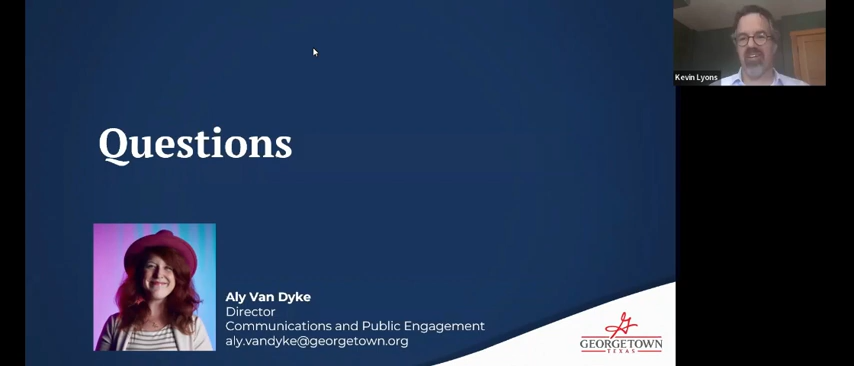 Kevin Lyons
Questions
Aly Van Dyke
Director
Communications and Public Engagement
aly.vandyke@georgetown.org
G
GEORGETOWN
TEXAS